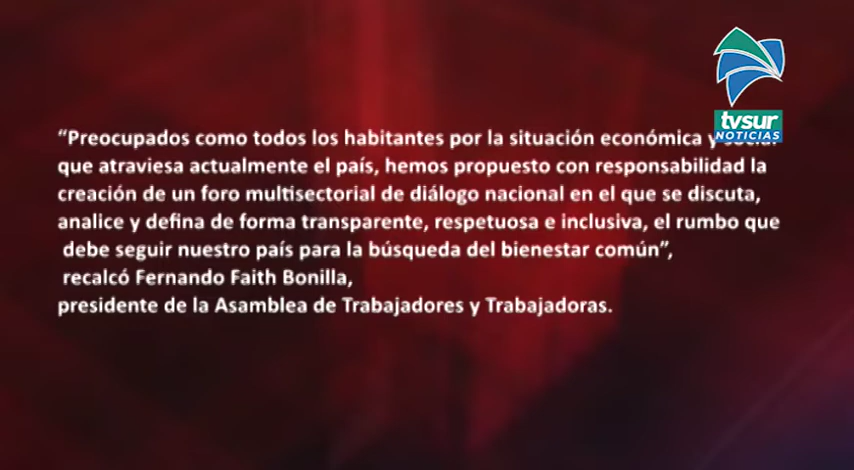 tvsur
NOTICIAS
"Preocupados como todos los habitantes por la situación económica y social
que atraviesa actualmente el país, hemos propuesto con responsabilidad la
creación de un foro multisectorial de diálogo nacional en el que se discuta,
analice y defina de forma transparente, respetuosa e inclusiva, el rumbo que
debe seguir nuestro país para la búsqueda del bienestar común",
recalcó Fernando Faith Bonilla,
presidente de la Asamblea de Trabajadores y Trabajadoras.